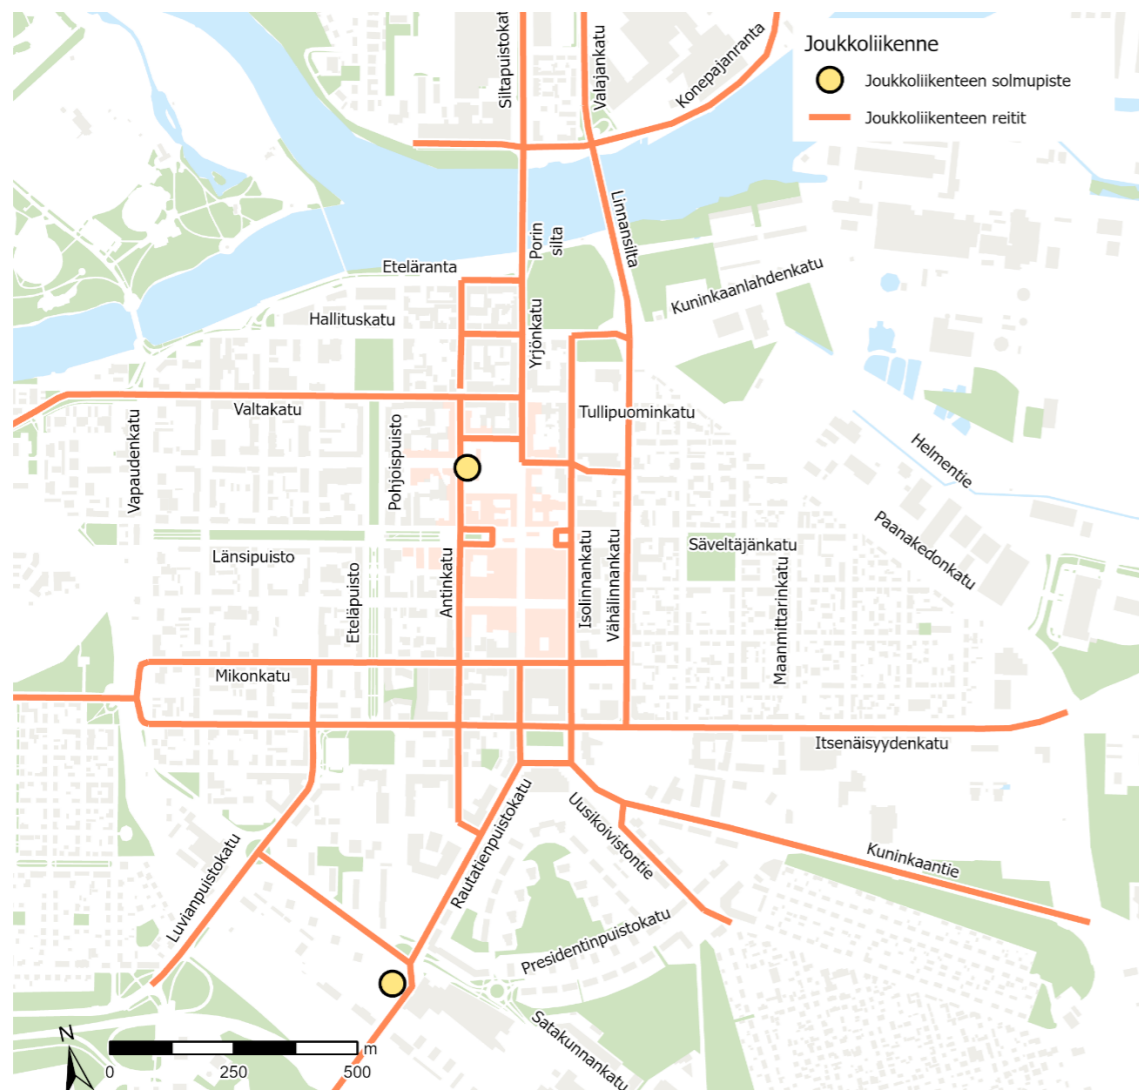 Joukkoliikenne
Joukkoliikenteen solmupiste
Joukkoliikenteen reitit
Siltapuistokatu
Valajankatu
Konepajanranta
Linnansilta
Porin
silta
Eteläranta
Kuninkaanlahdenkatu
Hallituskatu
Yrjönkatu
Valtakatu
Tullipuominkatu
Vapaudenkatu
Pohjoispuisto
Helmentie
Paanakedonkatu
Länsipuisto
Eteläpuisto
Antinkatu
Isolinnankatu
Vähälinnankatu
Säveltäjänkatu
Maanmittarinkatu
Mikonkatu
Itsenäisyydenkatu
Rautatienpuistokatu
Uusikoivistontie
Kuninkaantie
Luvianpuistokatu
Presidentinpuistokatu
Satakunnankatu
N
m
0 250 500